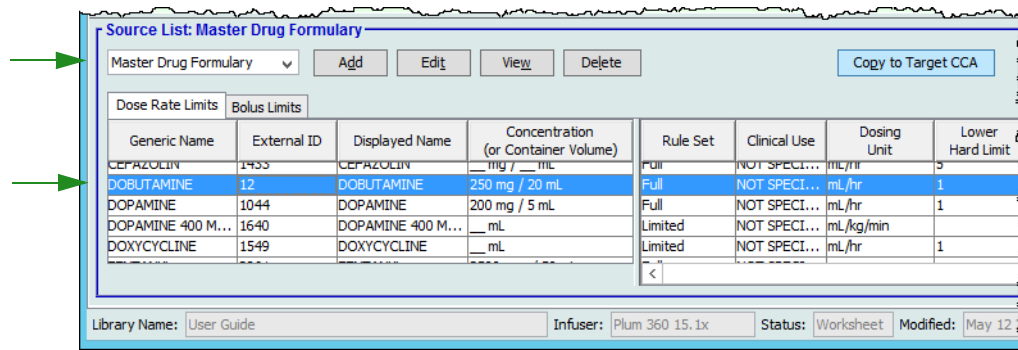 Source List: Master Drug Formulary
Master Drug Formulary Add Edit View Delete Copy to Target CCA
Dose Rate Limits Bolus Limits
Generic Name External ID Displayed Name Concentration (or Container Volume) Rule Set Clinical Use Dosing Unit Lower Hard Limit
CEFAZOLIN 1433 CEFAZOLIN __ mg / __ mL Full NOT SPECI... mL/hr 5
DOBUTAMINE 12 DOBUTAMINE 250 mg / 20 mL Full NOT SPECI... mL/hr 1
DOPAMINE 1044 DOPAMINE 200 mg / 5 mL Full NOT SPECI... mL/hr 1
DOPAMINE 400 M... 1640 DOPAMINE 400 M... __ mL Limited NOT SPECI... mL/kg/min
DOXYCYCLINE 1549 DOXYCYCLINE __ mL Limited NOT SPECI... mL/hr 1
Library Name: User Guide Infuser: Plum 360 15.1x Status: Worksheet Modified: May 12